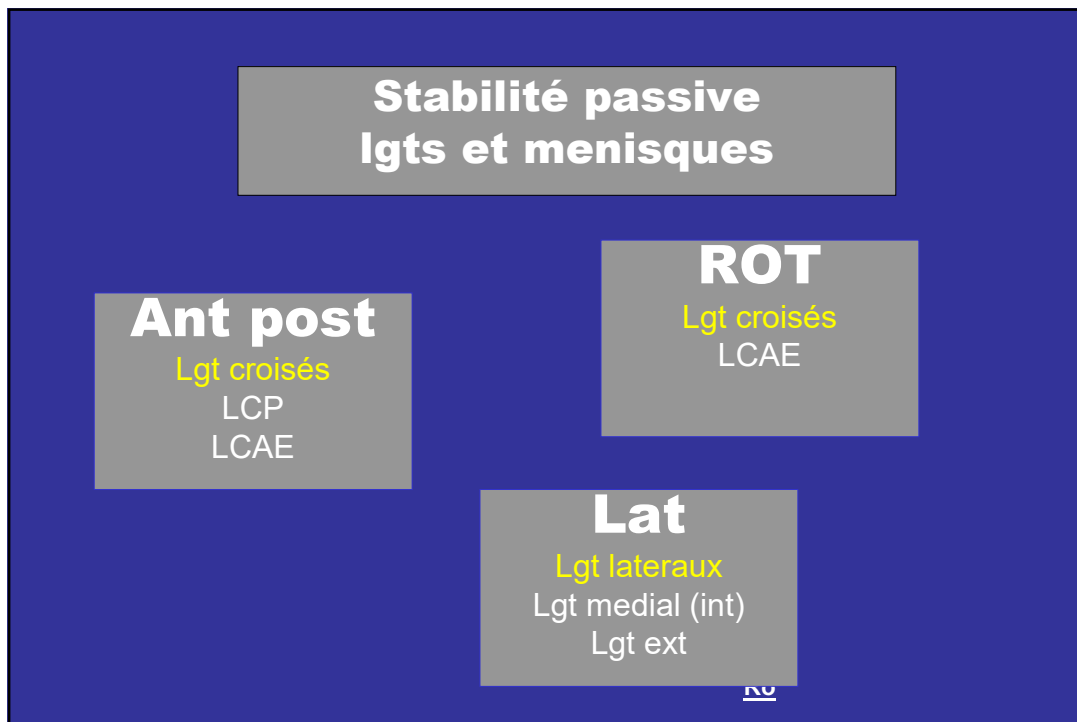 Stabilité passive
lgts et menisques
Ant post
Lgt croisés
LCP
LCAE
ROT
Lgt croisés
LCAE
Lat
Lgt lateraux
Lgt medial (int)
Lgt ext